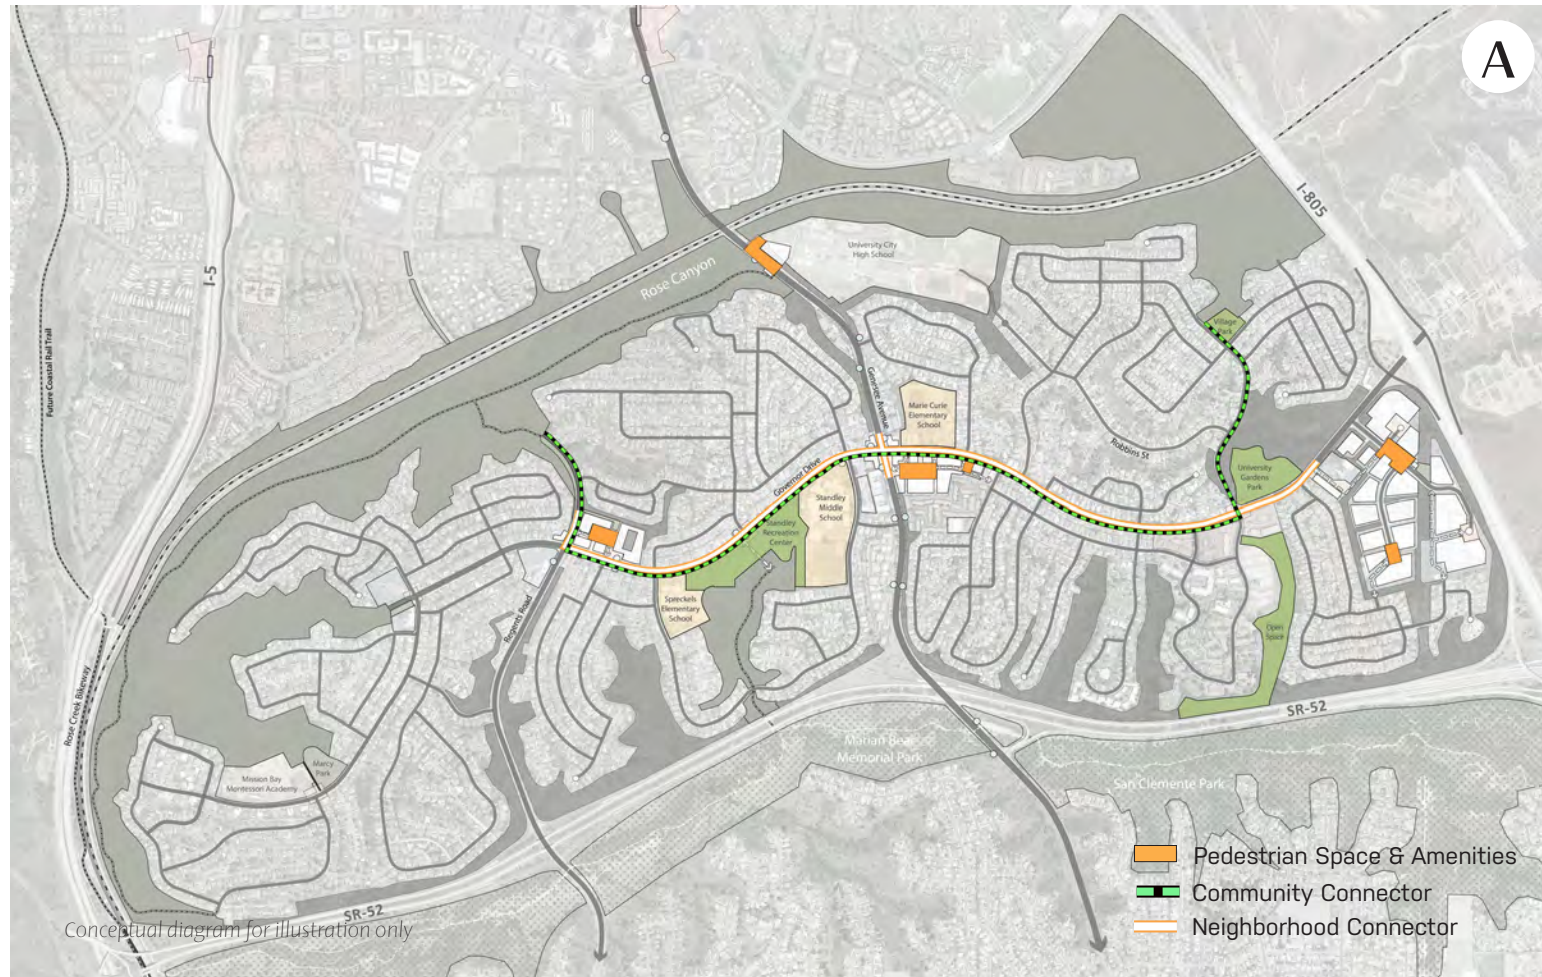 A
I-805
I-5
University City
High School
Rose Canyon
Village
Park
Future Coastal Rail Trail
Genesee Avenue
Marie Curie
Elementary
School
Robbins St
Governor Drive
University
Gardens
Park
Standley
Middle
School
Standley
Recreation
Center
Spreckels
Elementary
School
Regents Road
Open
Space
Rose Creek Bikeway
SR-52
Marian Bear
Memorial Park
Marcy
Park
Mission Bay
Montessori Academy
San Clemente Park
Pedestrian Space & Amenities
Community Connector
Neighborhood Connector
SR-52
Conceptual diagram for illustration only